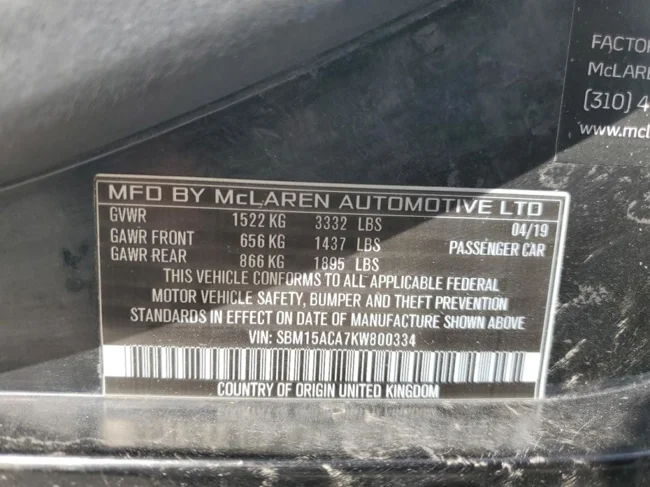 FACTOR
McLARE
(310) 4
www.mcl
MFD BY McLAREN AUTOMOTIVE LTD
GVWR 1522 KG 3332 LBS 04/19
GAWR FRONT 656 KG 1437 LBS PASSENGER CAR
GAWR REAR 866 KG 1895 LBS
THIS VEHICLE CONFORMS TO ALL APPLICABLE FEDERAL
MOTOR VEHICLE SAFETY, BUMPER AND THEFT PREVENTION
STANDARDS IN EFFECT ON DATE OF MANUFACTURE SHOWN ABOVE
VIN: SBM15ACA7KW800334
COUNTRY OF ORIGIN UNITED KINGDOM